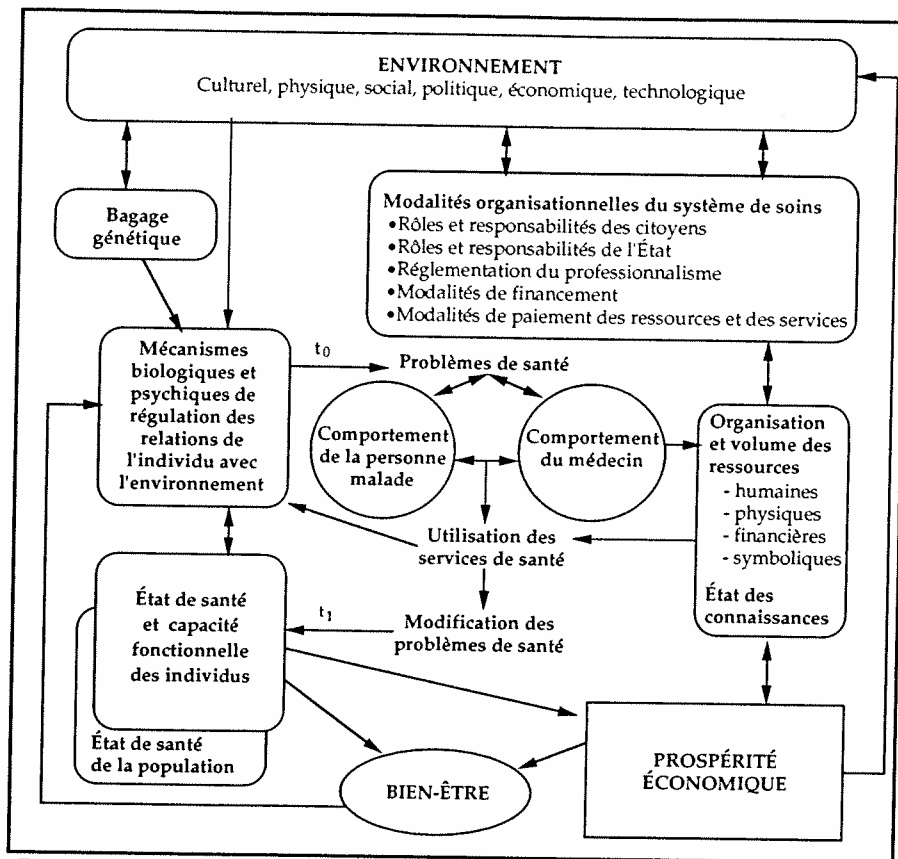 ENVIRONNEMENT
Culturel, physique, social, politique, économique, technologique
Bagage
génétique
Modalités organisationnelles du système de soins
•Rôles et responsabilités des citoyens
•Rôles et responsabilités de l'État
•Réglementation du professionnalisme
•Modalités de financement
•Modalités de paiement des ressources et des services
Mécanismes
biologiques et
psychiques de
régulation des
relations de
l'individu avec
l'environnement
t0
Problèmes de santé
Comportement
de la personne
malade
Comportement
du médecin
Organisation
et volume des
ressources
- humaines
- physiques
- financières
- symboliques
État des
connaissances
Utilisation des
services de santé
t1
Modification des
problèmes de santé
État de santé
et capacité
fonctionnelle
des individus
État de santé
de la population
BIEN-ÊTRE
PROSPÉRITÉ
ÉCONOMIQUE